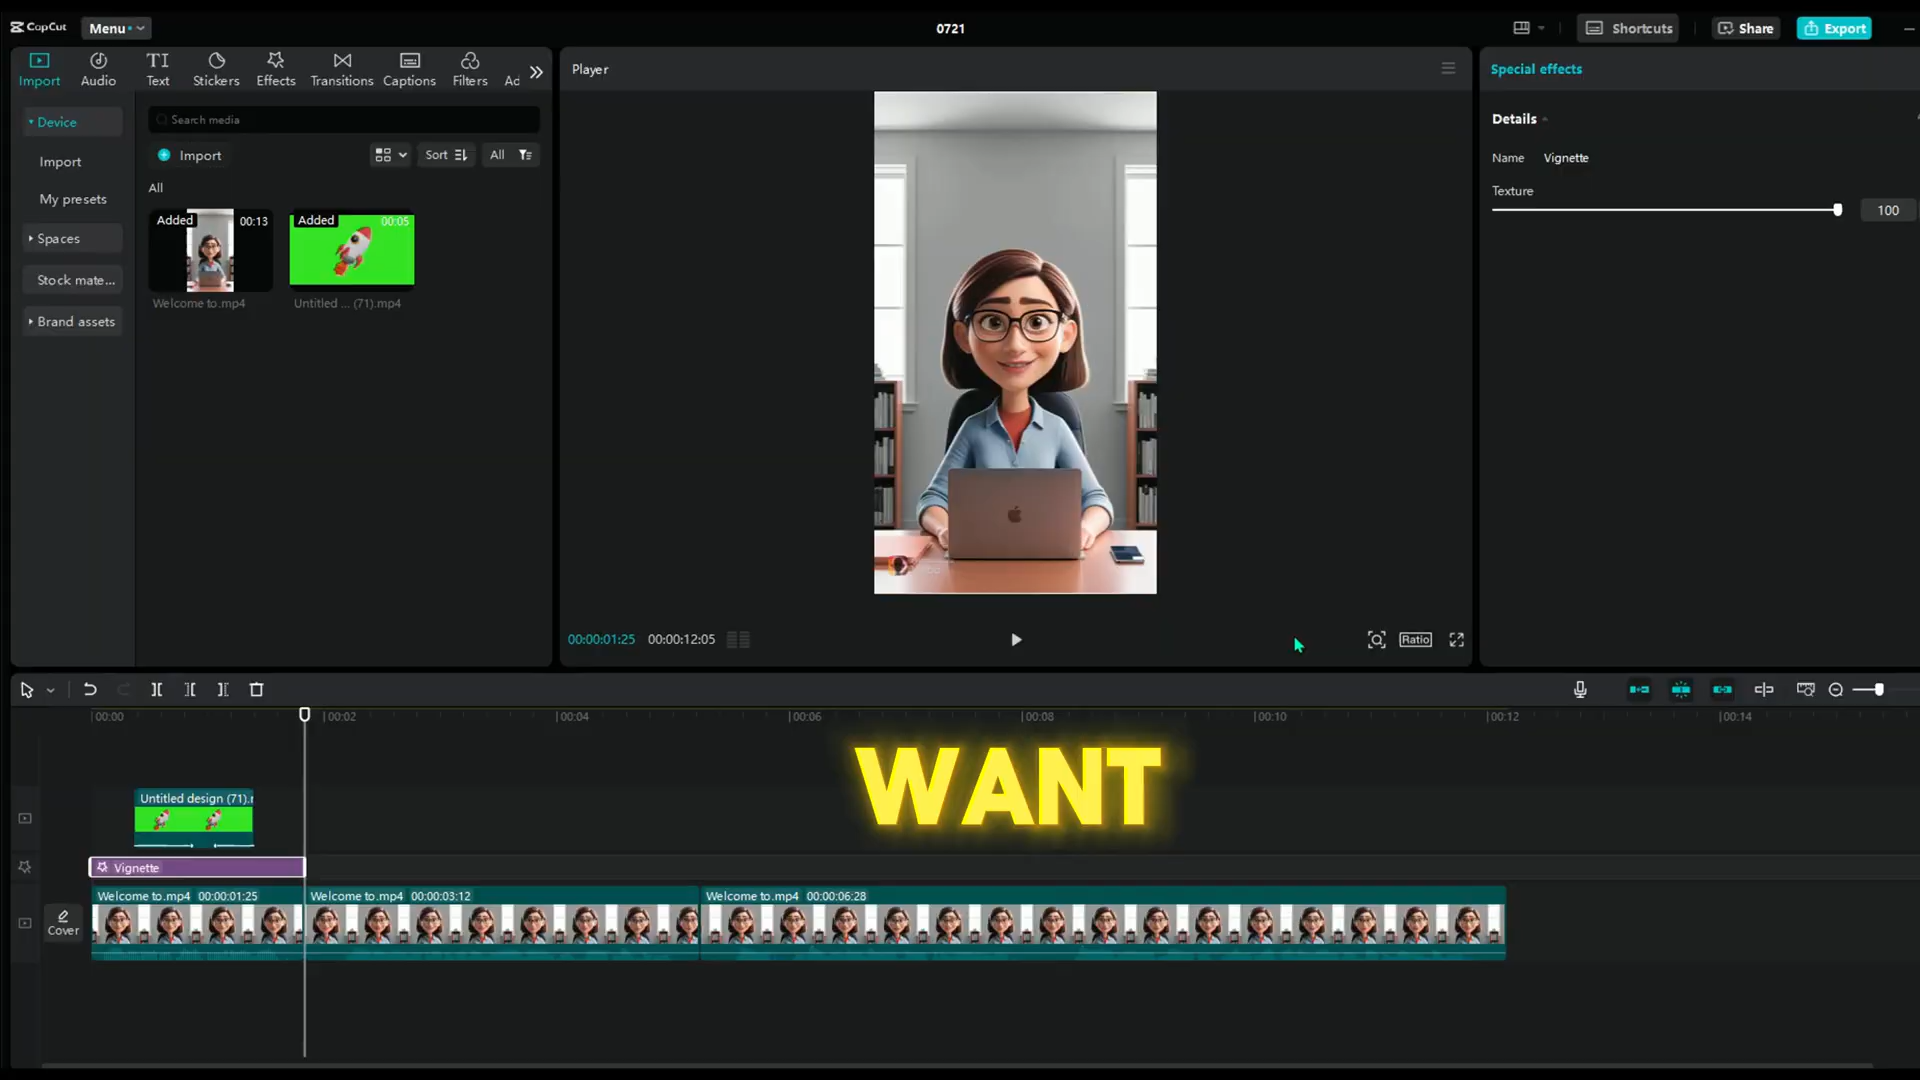 CapCut
Menu
0721
Shortcuts
Share
Export
Import
Audio
Text
Stickers
Effects
Transitions
Captions
Filters
Ad
Player
Special effects
Device
Import
My presets
Spaces
Stock mate...
Brand assets
Search media
Import
Sort
All
All
Added
00:13
Added
00:05
Welcome to.mp4
Untitled ... (71).mp4
Details
Name
Vignette
Texture
100
00:00:01:25
00:00:12:05
Ratio
00:00
00:02
00:04
00:06
00:08
00:10
00:12
00:14
WANT
Untitled design (71).
Vignette
Welcome to.mp4 00:00:01:25
Welcome to.mp4 00:00:03:12
Welcome to.mp4 00:00:06:28
Cover